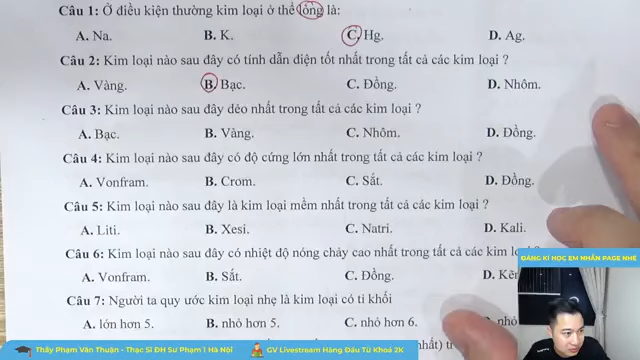 Câu 1: Ở điều kiện thường kim loại ở thể lỏng là:
A. Na. B. K. C. Hg. D. Ag.
Câu 2: Kim loại nào sau đây có tính dẫn điện tốt nhất trong tất cả các kim loại ?
A. Vàng. B. Bạc. C. Đồng. D. Nhôm.
Câu 3: Kim loại nào sau đây dẻo nhất trong tất cả các kim loại ?
A. Bạc. B. Vàng. C. Nhôm. D. Đồng.
Câu 4: Kim loại nào sau đây có độ cứng lớn nhất trong tất cả các kim loại ?
A. Vonfram. B. Crom. C. Sắt. D. Đồng.
Câu 5: Kim loại nào sau đây là kim loại mềm nhất trong tất cả các kim loại ?
A. Liti. B. Xesi. C. Natri. D. Kali.
Câu 6: Kim loại nào sau đây có nhiệt độ nóng chảy cao nhất trong tất cả các kim
A. Vonfram. B. Sắt. C. Đồng. D.
ĐĂNG KÍ HỌC EM NHẮN PAGE NHÉ
Câu 7: Người ta quy ước kim loại nhẹ là kim loại có tỉ khối
A. lớn hơn 5. B. nhỏ hơn 5. C. nhỏ hơn 6. nhỏ
Thầy Phạm Văn Thuận - Thạc Sĩ ĐH Sư Phạm 1 Hà Nội GV Livestream Hàng Đầu Từ Khoá 2K nhất)